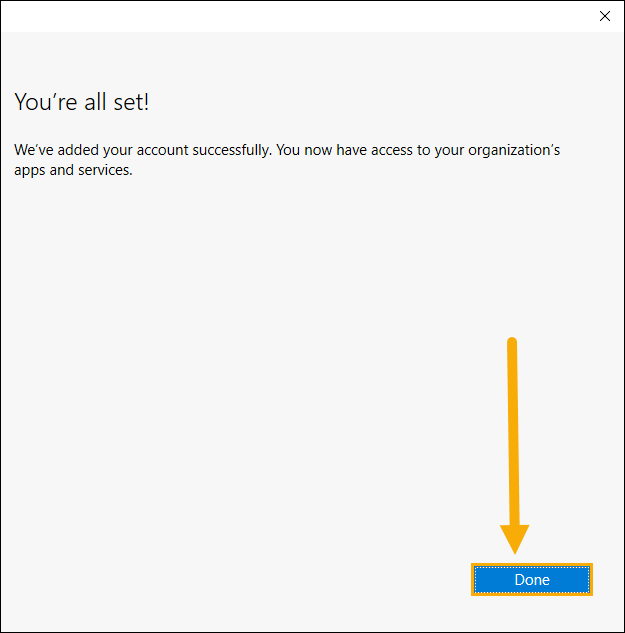 You’re all set!
We’ve added your account successfully. You now have access to your organization’s
apps and services.
Done